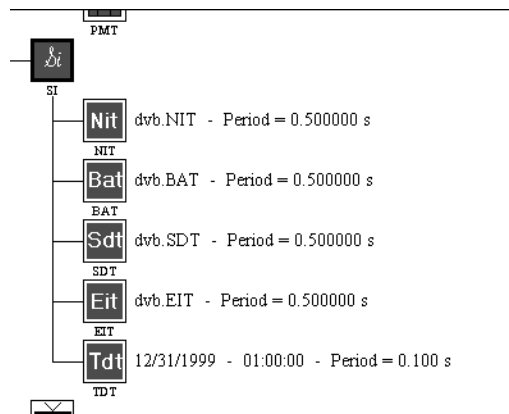 PMT
Si
SI
Nit dvb.NIT - Period = 0.500000 s
NIT
Bat dvb.BAT - Period = 0.500000 s
BAT
Sdt dvb.SDT - Period = 0.500000 s
SDT
Eit dvb.EIT - Period = 0.500000 s
EIT
Tdt 12/31/1999 - 01:00:00 - Period = 0.100 s
TDT